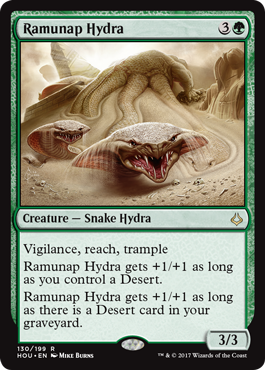 Ramunap Hydra 3
Creature — Snake Hydra
Vigilance, reach, trample
Ramunap Hydra gets +1/+1 as long
as you control a Desert.
Ramunap Hydra gets +1/+1 as long
as there is a Desert card in your
graveyard.
3/3
130/199 R
HOU • EN MIKE BURNS
™ & © 2017 Wizards of the Coast